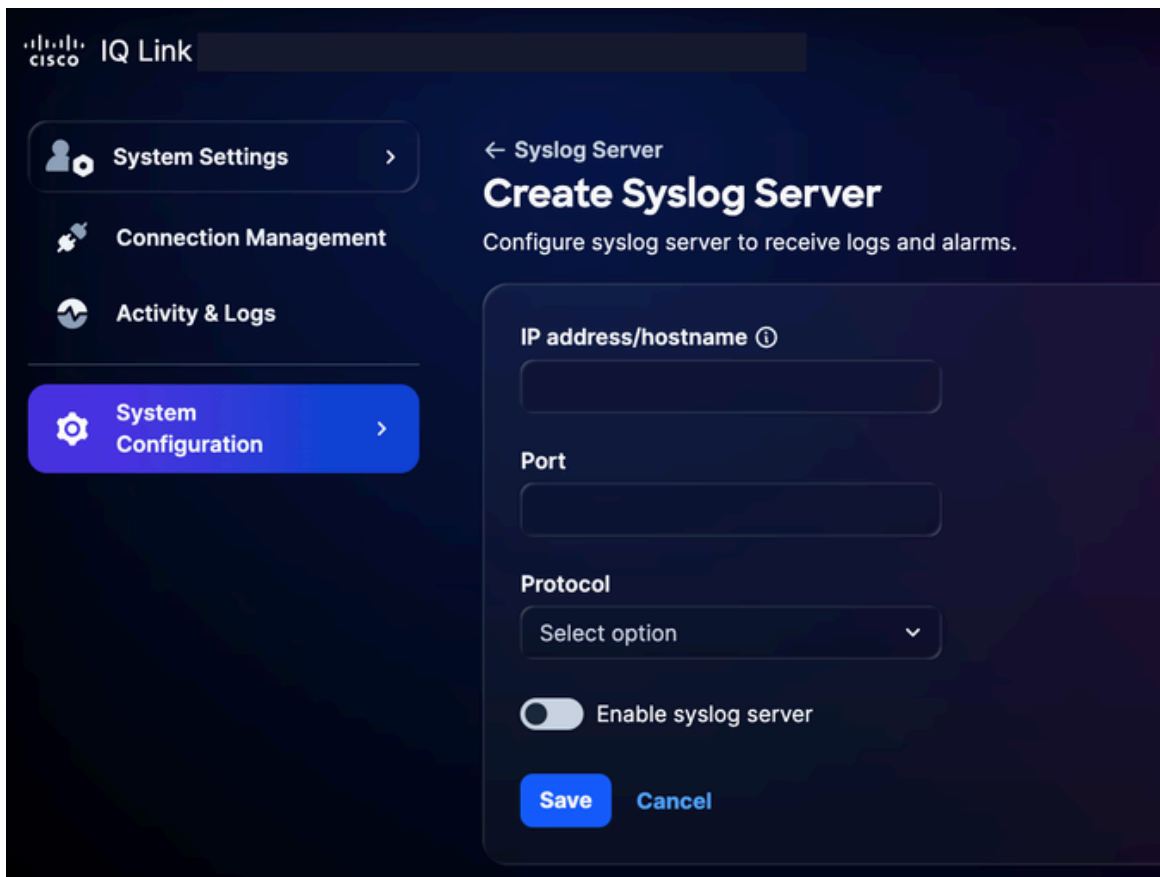 cisco IQ Link
System Settings
Connection Management
Activity & Logs
System
Configuration
← Syslog Server
Create Syslog Server
Configure syslog server to receive logs and alarms.
IP address/hostname
Port
Protocol
Select option
Enable syslog server
Save Cancel